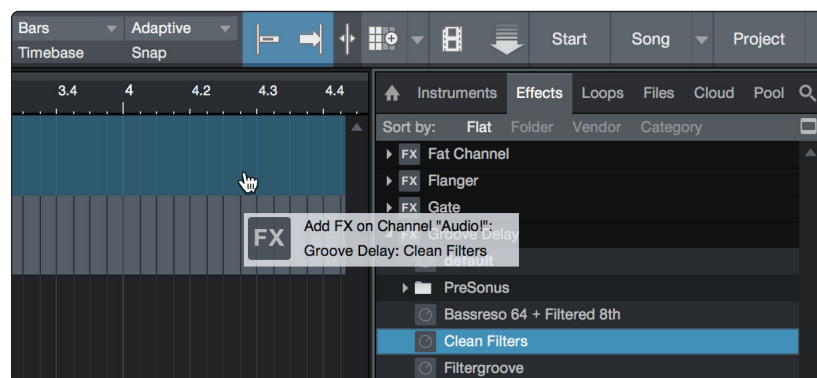 Bars Adaptive
Timebase Snap
Start Song Project
3.4 4 4.2 4.3 4.4
Instruments Effects Loops Files Cloud Pool
Sort by: Flat Folder Vendor Category
FX Fat Channel
FX Flanger
FX Gate
FX Groove Delay
FX Add FX on Channel "Audio!":
Groove Delay: Clean Filters
default
PreSonus
Bassreso 64 + Filtered 8th
Clean Filters
Filtergroove